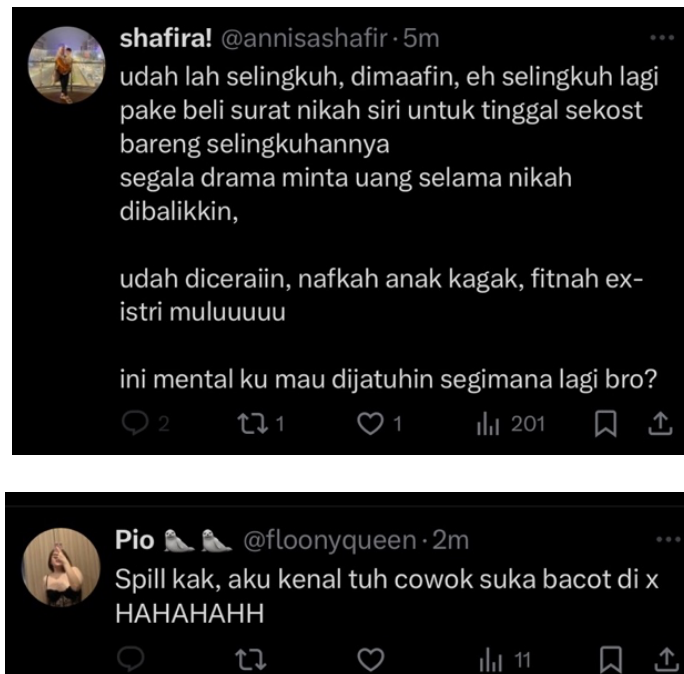 shafira! @annisashafir · 5m
udah lah selingkuh, dimaafin, eh selingkuh lagi
pake beli surat nikah siri untuk tinggal sekost
bareng selingkuhannya
segala drama minta uang selama nikah
dibalikkin,
udah diceraiin, nafkah anak kagak, fitnah ex-
istri muluuuuu
ini mental ku mau dijatuhin segimana lagi bro?
2 1 1 201
Pio 🦭 🦭 @floonyqueen · 2m
Spill kak, aku kenal tuh cowok suka bacot di x
HAHAHAHH
11